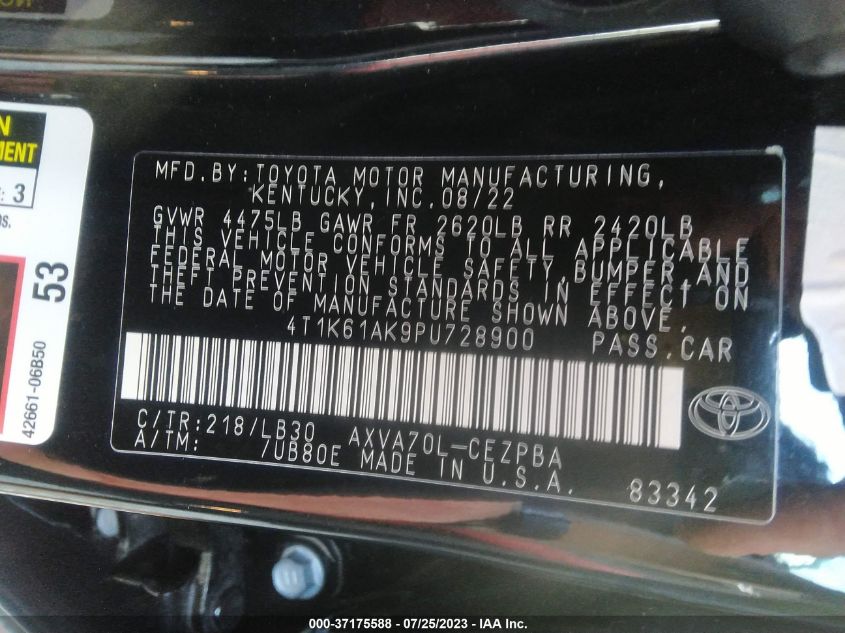 N
MENT
: 3
ns.
53
42661-06B50
MFD.BY:TOYOTA MOTOR MANUFACTURING,
KENTUCKY,INC.08/22
GVWR 4475LB GAWR FR 2620LB RR 2420LB
THIS VEHICLE CONFORMS TO ALL APPLICABLE
FEDERAL MOTOR VEHICLE SAFETY,BUMPER,AND
THEFT PREVENTION STANDARDS IN EFFECT ON
THE DATE OF MANUFACTURE SHOWN ABOVE.
4T1K61AK9PU728900 PASS.CAR
C/TR:218/LB30 AXVA70L-CEZPBA
A/TM: /UB80E MADE IN U.S.A.
83342
000-37175588 - 07/25/2023 - IAA Inc.